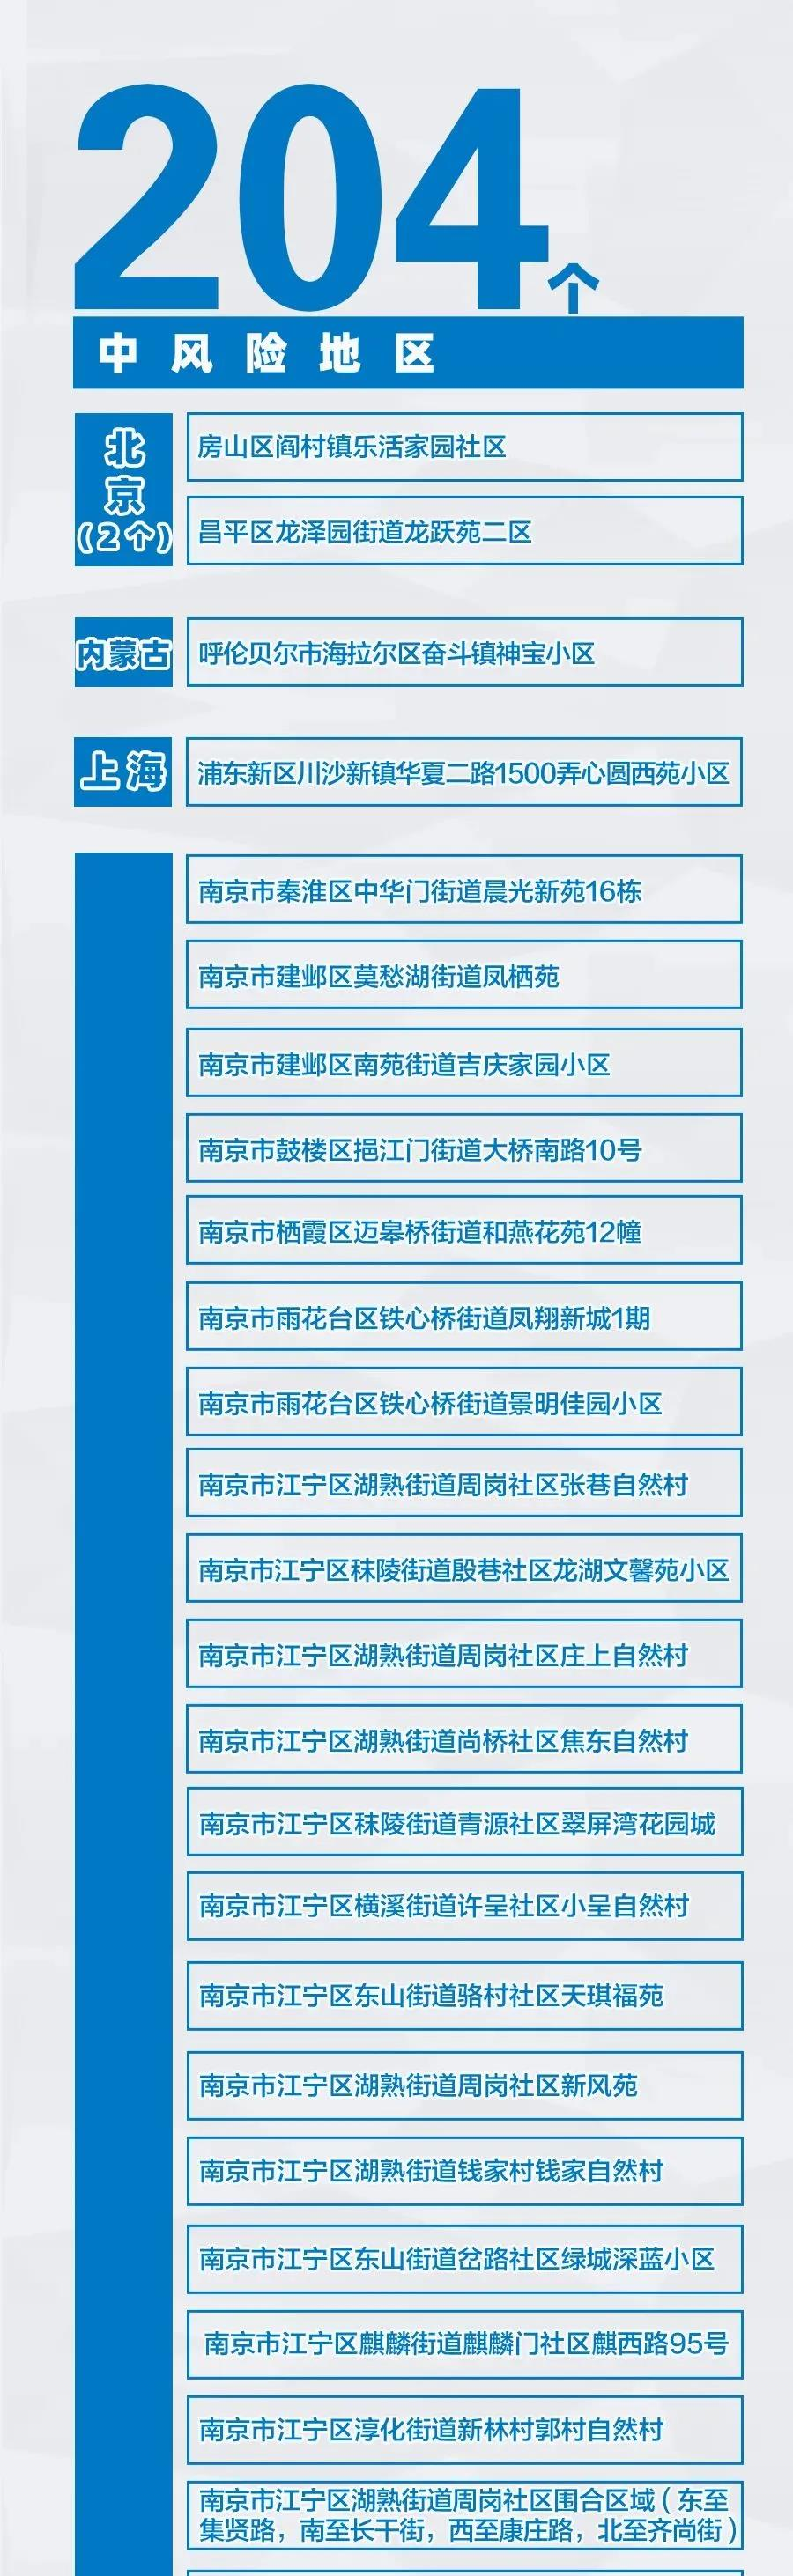 204个
中风险地区
北
京
(2个)
房山区阎村镇乐活家园社区
昌平区龙泽园街道龙跃苑二区
内蒙古
呼伦贝尔市海拉尔区奋斗镇神宝小区
上海
浦东新区川沙新镇华夏二路1500弄心圆西苑小区
南京市秦淮区中华门街道晨光新苑16栋
南京市建邺区莫愁湖街道凤栖苑
南京市建邺区南苑街道吉庆家园小区
南京市鼓楼区挹江门街道大桥南路10号
南京市栖霞区迈皋桥街道和燕花苑12幢
南京市雨花台区铁心桥街道凤翔新城1期
南京市雨花台区铁心桥街道景明佳园小区
南京市江宁区湖熟街道周岗社区张巷自然村
南京市江宁区秣陵街道殷巷社区龙湖文馨苑小区
南京市江宁区湖熟街道周岗社区庄上自然村
南京市江宁区湖熟街道尚桥社区焦东自然村
南京市江宁区秣陵街道青源社区翠屏湾花园城
南京市江宁区横溪街道许呈社区小呈自然村
南京市江宁区东山街道骆村社区天琪福苑
南京市江宁区湖熟街道周岗社区新风苑
南京市江宁区湖熟街道钱家村钱家自然村
南京市江宁区东山街道岔路社区绿城深蓝小区
南京市江宁区麒麟街道麒麟门社区麒西路95号
南京市江宁区淳化街道新林村郭村自然村
南京市江宁区湖熟街道周岗社区围合区域（东至
集贤路，南至长干街，西至康庄路，北至齐尚街）